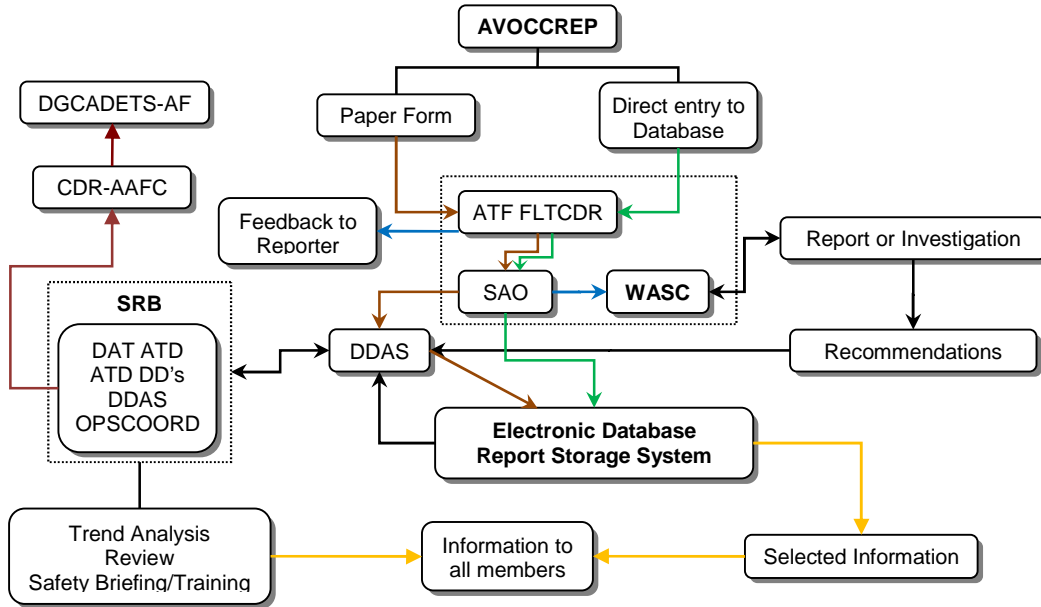 AVOCCREP
DGCADETS-AF
Paper Form
Direct entry to
Database
CDR-AAFC
Feedback to
Reporter
ATF FLTCDR
Report or Investigation
SAO
WASC
SRB
DAT ATD
ATD DD's
DDAS
OPSCOORD
DDAS
Recommendations
Electronic Database
Report Storage System
Trend Analysis
Review
Safety Briefing/Training
Information to
all members
Selected Information